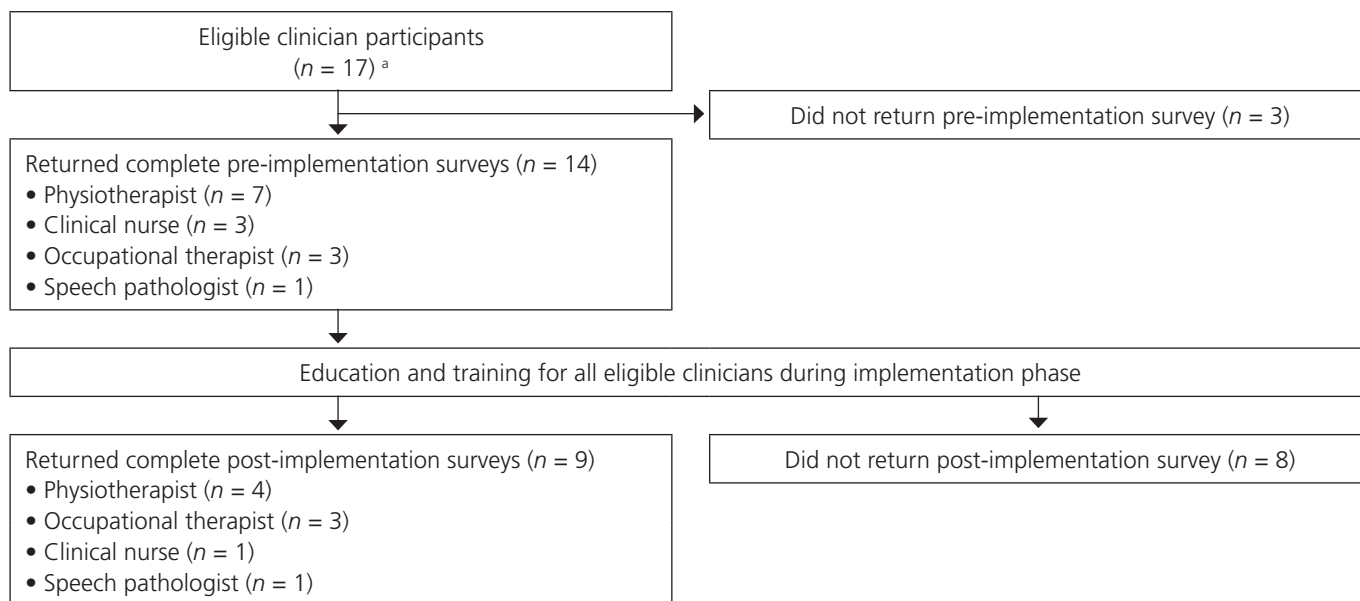 Eligible clinician participants
(n = 17) ᵃ
Did not return pre-implementation survey (n = 3)
Returned complete pre-implementation surveys (n = 14)
• Physiotherapist (n = 7)
• Clinical nurse (n = 3)
• Occupational therapist (n = 3)
• Speech pathologist (n = 1)
Education and training for all eligible clinicians during implementation phase
Returned complete post-implementation surveys (n = 9)
• Physiotherapist (n = 4)
• Occupational therapist (n = 3)
• Clinical nurse (n = 1)
• Speech pathologist (n = 1)
Did not return post-implementation survey (n = 8)